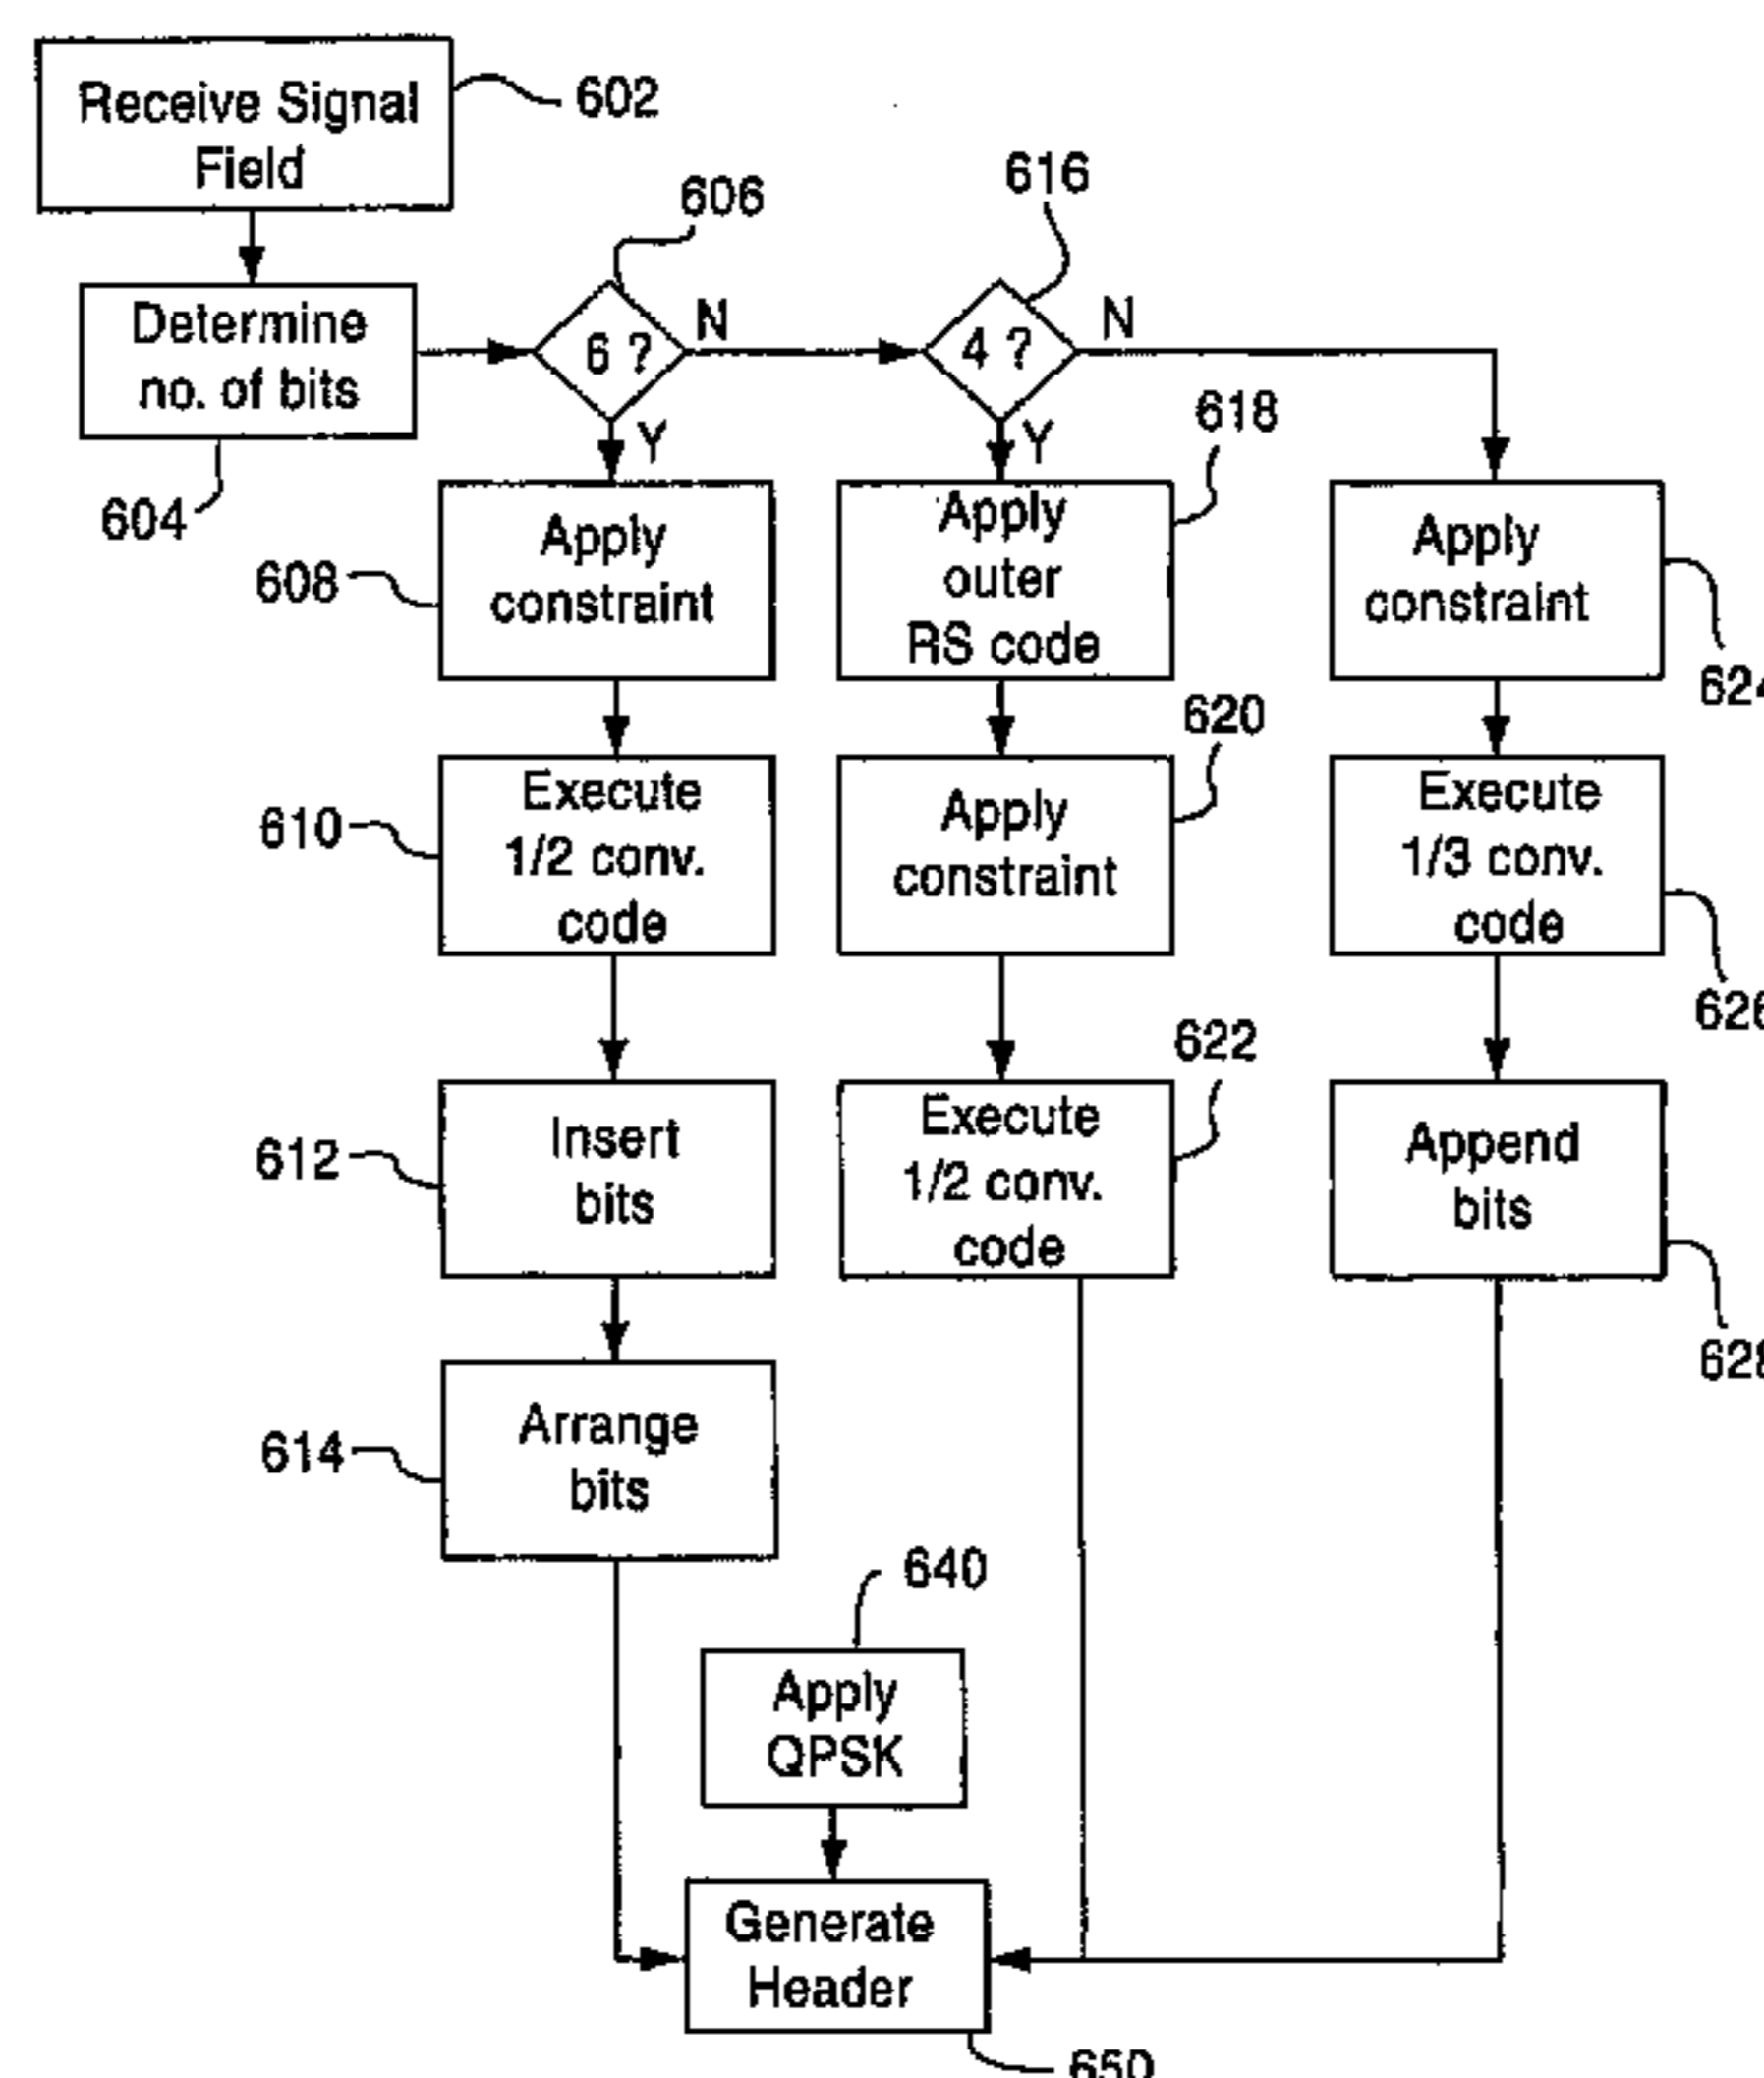 Receive Signal
Field
602
Determine
no. of bits
604
606
6 ?
N
Y
616
4 ?
N
Y
Apply
constraint
608
Apply
outer
RS code
618
Apply
constraint
Execute
1/2 conv.
code
610
Apply
constraint
620
Execute
1/3 conv.
code
Insert
bits
612
Execute
1/2 conv.
code
622
Append
bits
Arrange
bits
614
640
Apply
QPSK
Generate
Header
650